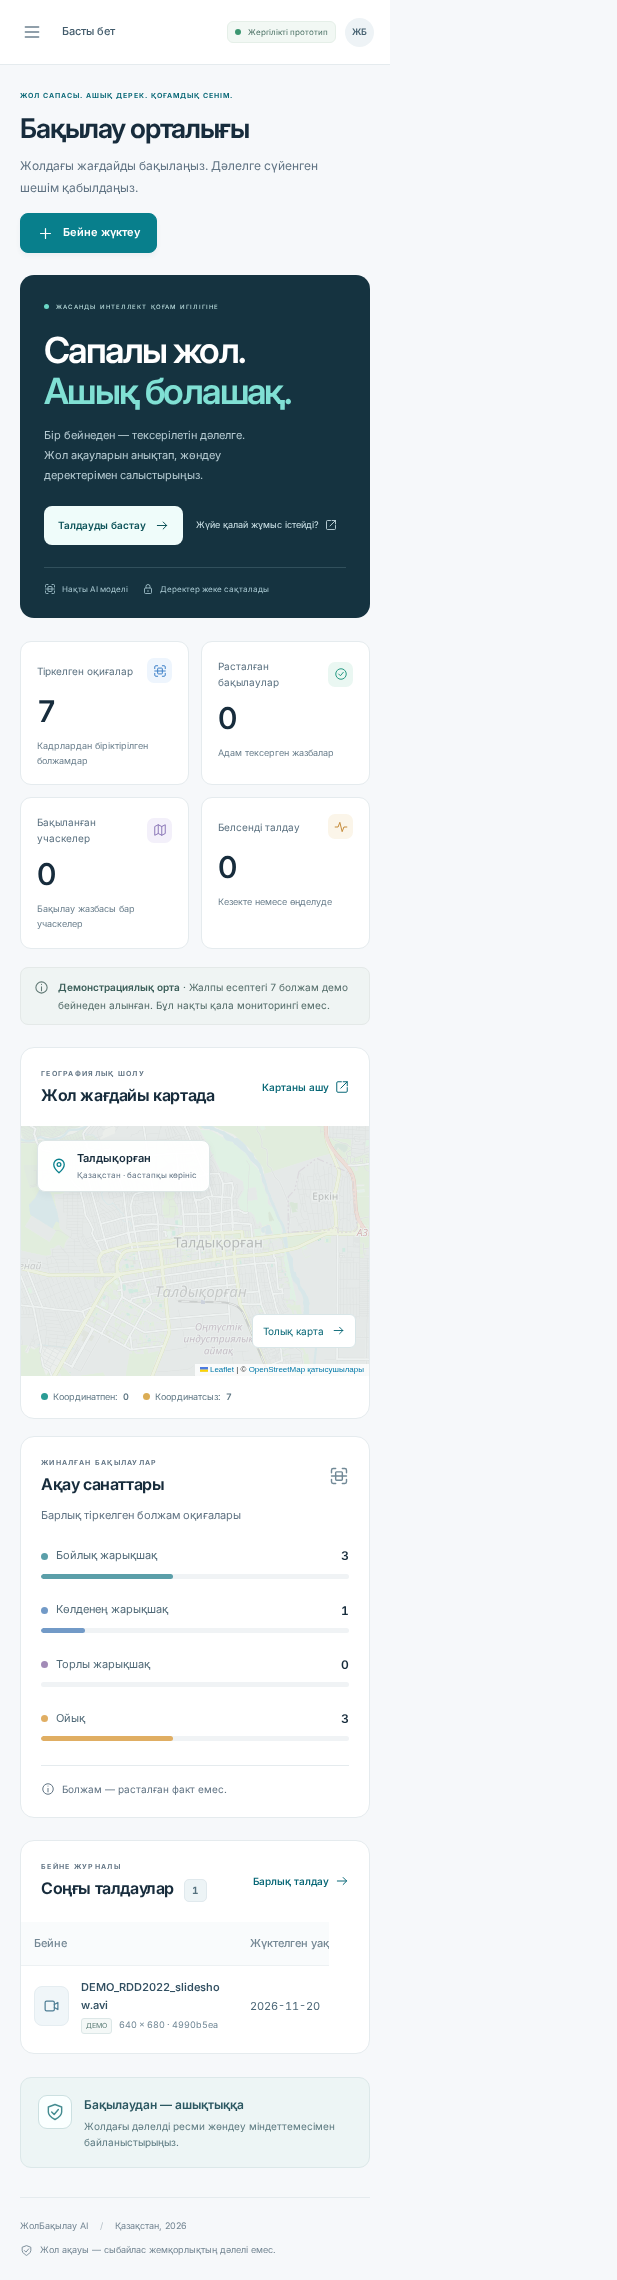 Басты бет
Жергілікті прототип
ЖБ
ЖОЛ САПАСЫ. АШЫҚ ДЕРЕК. ҚОҒАМДЫҚ СЕНІМ.
Бақылау орталығы
Жолдағы жағдайды бақылаңыз. Дәлелге сүйенген
шешім қабылдаңыз.
Бейне жүктеу
ЖАСАНДЫ ИНТЕЛЛЕКТ ҚОҒАМ ИГІЛІГІНЕ
Сапалы жол.
Ашық болашақ.
Бір бейнеден — тексерілетін дәлелге.
Жол ақауларын анықтап, жөндеу
деректерімен салыстырыңыз.
Талдауды бастау
Жүйе қалай жұмыс істейді?
Нақты AI моделі
Деректер жеке сақталады
Тіркелген оқиғалар
7
Кадрлардан біріктірілген
болжамдар
Расталған
бақылаулар
0
Адам тексерген жазбалар
Бақыланған
учаскелер
0
Бақылау жазбасы бар
учаскелер
Белсенді талдау
0
Кезекте немесе өңделуде
Демонстрациялық орта · Жалпы есептегі 7 болжам демо
бейнеден алынған. Бұл нақты қала мониторингі емес.
ГЕОГРАФИЯЛЫҚ ШОЛУ
Жол жағдайы картада
Картаны ашу
Талдықорған
Қазақстан · бастапқы көрініс
Еркін
А3
Талдықорған
Талдықорған
Оңтүстік
индустриялық
аймақ
Толық карта
Leaflet | © OpenStreetMap қатысушылары
Координатпен: 0
Координатсыз: 7
ЖИНАЛҒАН БАҚЫЛАУЛАР
Ақау санаттары
Барлық тіркелген болжам оқиғалары
Бойлық жарықшақ 3
Көлденең жарықшақ 1
Торлы жарықшақ 0
Ойық 3
Болжам — расталған факт емес.
БЕЙНЕ ЖУРНАЛЫ
Соңғы талдаулар 1
Барлық талдау
Бейне
Жүктелген уақ
DEMO_RDD2022_slidesho
w.avi
ДЕМО 640 × 680 · 4990b5ea
2026-11-20
Бақылаудан — ашықтыққа
Жолдағы дәлелді ресми жөндеу міндеттемесімен
байланыстырыңыз.
ЖолБақылау AI / Қазақстан, 2026
Жол ақауы — сыбайлас жемқорлықтың дәлелі емес.